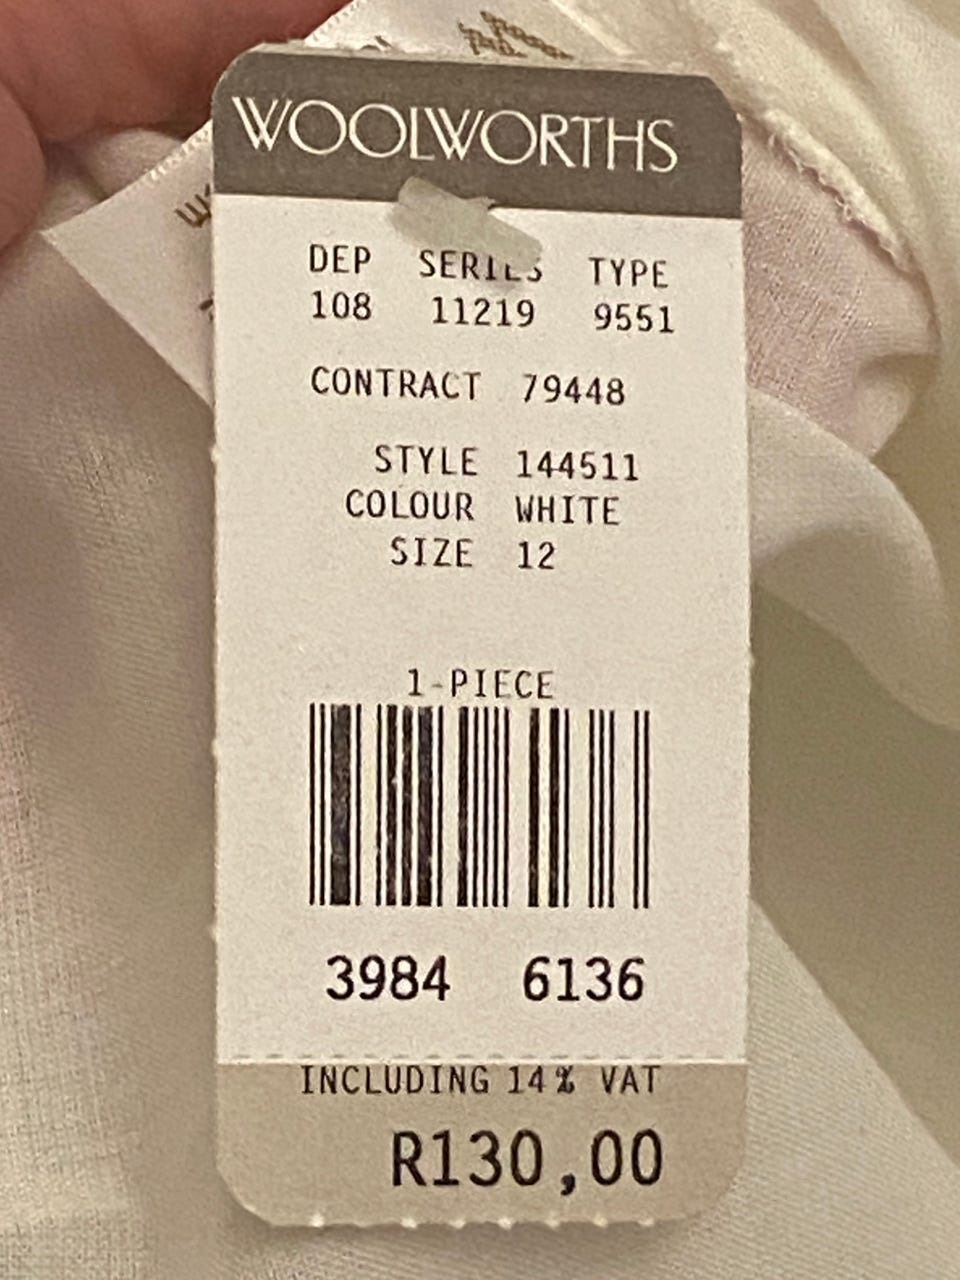 WOOLWORTHS
DEP SERIES TYPE
108 11219 9551
CONTRACT 79448
STYLE 144511
COLOUR WHITE
SIZE 12
1-PIECE
3984 6136
INCLUDING 14% VAT
R130,00